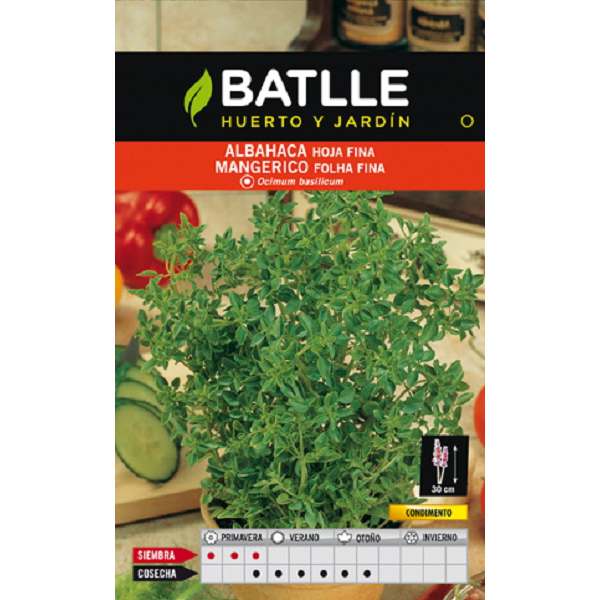 BATLLE
HUERTO Y JARDÍN
ALBAHACA HOJA FINA
MANGERICO FOLHA FINA
Ocimum basilicum
30 cm
CONDIMENTO
PRIMAVERA VERANO OTOÑO INVIERNO
SIEMBRA
COSECHA